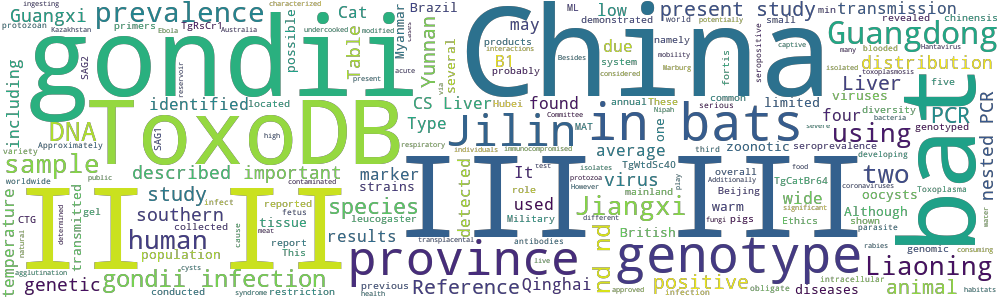 Guangxi prevalence
protozoan primers TgRsCr1 Cat
ingesting characterized
Kazakhstan Ebola undercooked modified Australia
SAG2 reservoir cases
gondii
China
possible Table Myanmar Brazil
Yunnan several
products interactions probably
B1 acute via present
low ML demonstrated world potentially
namely mobility Marburg
due system considered
may small Besides
present study min transmission
revealed chinensis
Guangdong
captive seropositive fortis
many blooded Hantavirus
isolated toxoplasmosis
distribution
including
DNA identified located
Approximately SAG1 high
variety
ToxoDB
CS Liver Hubei found
Type
Jilin in bats
annual These common
Nipah serious Committee
MAT one
limited zoonotic
Liver five
viruses diversity bacteria
PCR
genotyped
four using
severe seroprevalence
developing
nested PCR
bat
sample
described important
worldwide public contaminated
marker strains
respiratory individuals immunocompromised
average third
isolates TgWtdSc40
two
oocysts
Toxoplasma
food coronaviruses
II II III III
study reported
southern collected
infect tissue
fetus report meat
This cause
human population
species leucogaster
results
detected
It test role used
protozoa However
Military
antibodies different
virus mainland
Jiangxi
British
overall Beijing
Additionally play
warm fungi pigs
TgCatBr64
wide significant
Ethics
Although shown parasite
rabies
genomic consuming
temperature
CTG natural
determined
transmitted gel
agglutination cysts
genetic
gondii infection
conducted syndrome restriction
previous health
province
Reference
transplacental
Qinghai
live
nd nd
approved
genotype
positive
infection obligate
intracellular
diseases
Liaoning
animal
habitats
water